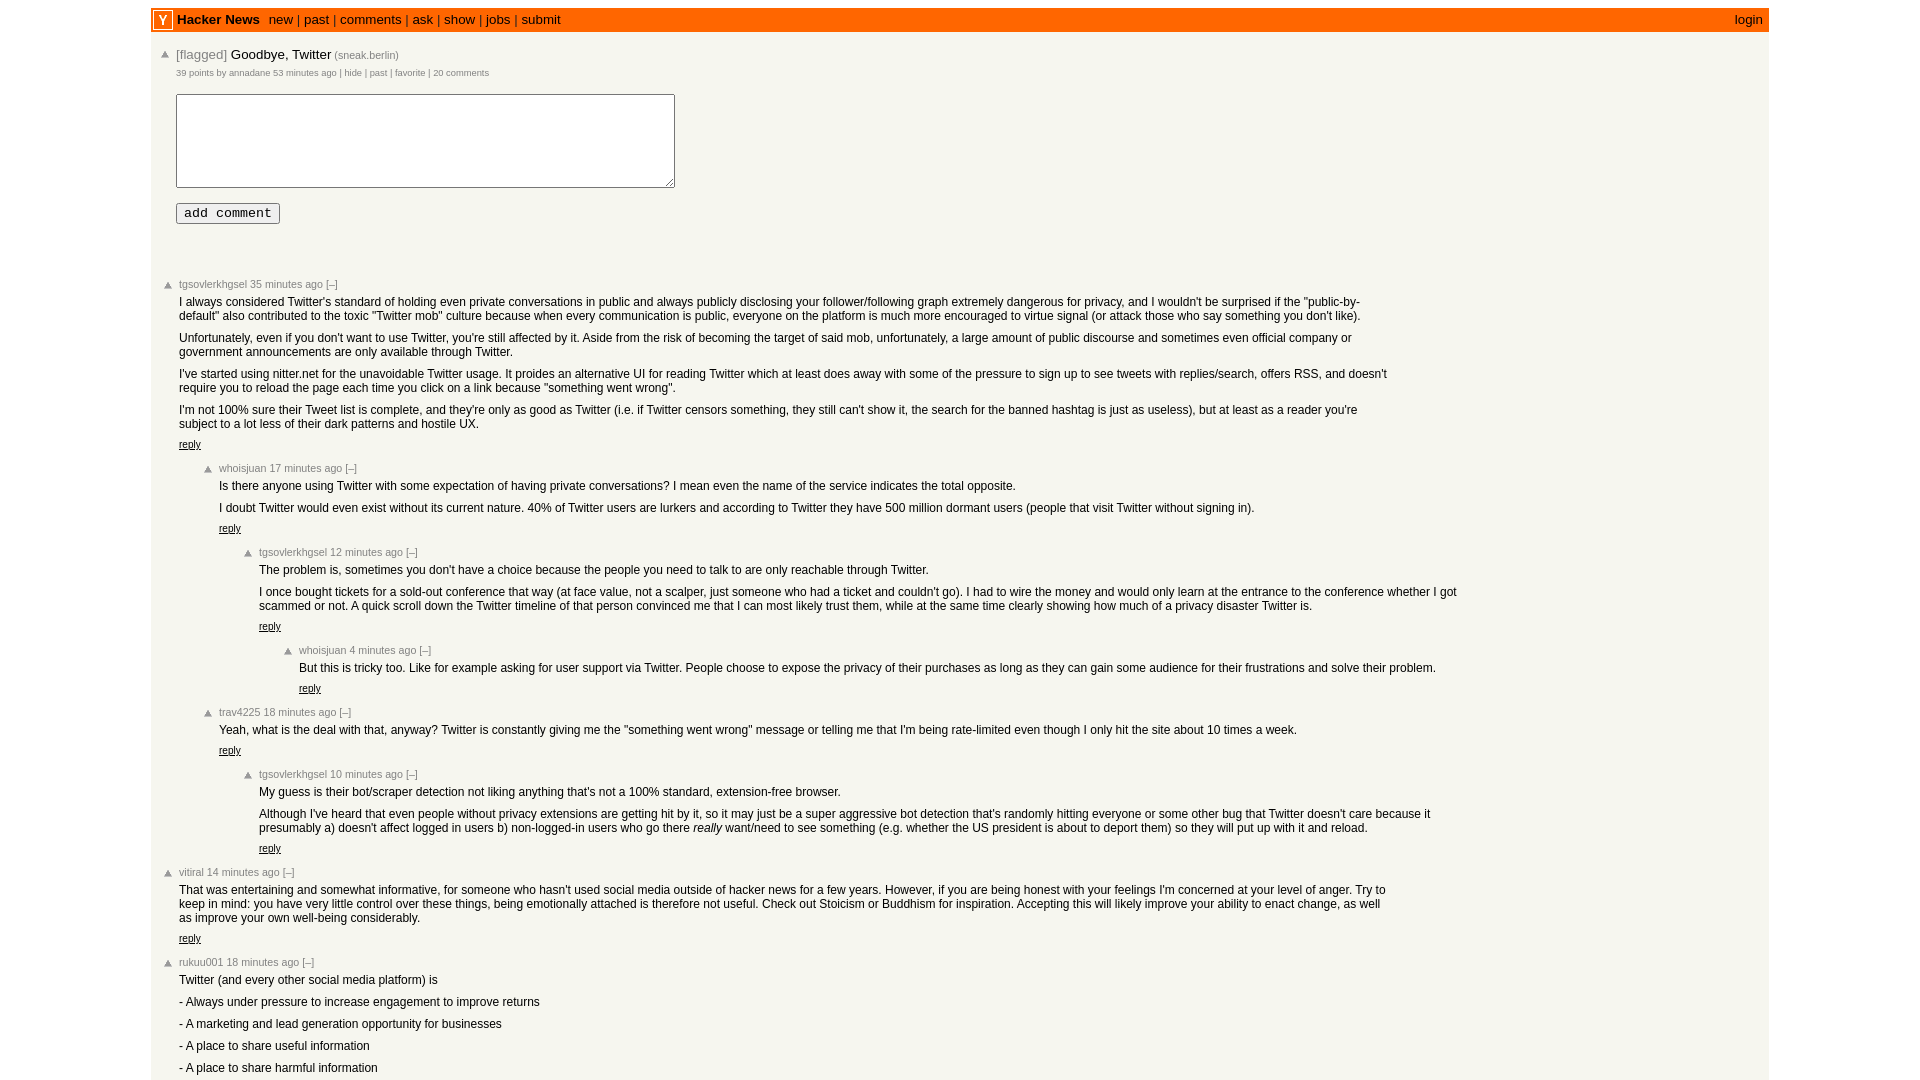 Y Hacker News new | past | comments | ask | show | jobs | submit login
[flagged] Goodbye, Twitter (sneak.berlin)
39 points by annadane 53 minutes ago | hide | past | favorite | 20 comments
add comment
tgsovlerkhgsel 35 minutes ago [–]
I always considered Twitter's standard of holding even private conversations in public and always publicly disclosing your follower/following graph extremely dangerous for privacy, and I wouldn't be surprised if the "public-by-
default" also contributed to the toxic "Twitter mob" culture because when every communication is public, everyone on the platform is much more encouraged to virtue signal (or attack those who say something you don't like).
Unfortunately, even if you don't want to use Twitter, you're still affected by it. Aside from the risk of becoming the target of said mob, unfortunately, a large amount of public discourse and sometimes even official company or
government announcements are only available through Twitter.
I've started using nitter.net for the unavoidable Twitter usage. It proides an alternative UI for reading Twitter which at least does away with some of the pressure to sign up to see tweets with replies/search, offers RSS, and doesn't
require you to reload the page each time you click on a link because "something went wrong".
I'm not 100% sure their Tweet list is complete, and they're only as good as Twitter (i.e. if Twitter censors something, they still can't show it, the search for the banned hashtag is just as useless), but at least as a reader you're
subject to a lot less of their dark patterns and hostile UX.
reply
whoisjuan 17 minutes ago [–]
Is there anyone using Twitter with some expectation of having private conversations? I mean even the name of the service indicates the total opposite.
I doubt Twitter would even exist without its current nature. 40% of Twitter users are lurkers and according to Twitter they have 500 million dormant users (people that visit Twitter without signing in).
reply
tgsovlerkhgsel 12 minutes ago [–]
The problem is, sometimes you don't have a choice because the people you need to talk to are only reachable through Twitter.
I once bought tickets for a sold-out conference that way (at face value, not a scalper, just someone who had a ticket and couldn't go). I had to wire the money and would only learn at the entrance to the conference whether I got
scammed or not. A quick scroll down the Twitter timeline of that person convinced me that I can most likely trust them, while at the same time clearly showing how much of a privacy disaster Twitter is.
reply
whoisjuan 4 minutes ago [–]
But this is tricky too. Like for example asking for user support via Twitter. People choose to expose the privacy of their purchases as long as they can gain some audience for their frustrations and solve their problem.
reply
trav4225 18 minutes ago [–]
Yeah, what is the deal with that, anyway? Twitter is constantly giving me the "something went wrong" message or telling me that I'm being rate-limited even though I only hit the site about 10 times a week.
reply
tgsovlerkhgsel 10 minutes ago [–]
My guess is their bot/scraper detection not liking anything that's not a 100% standard, extension-free browser.
Although I've heard that even people without privacy extensions are getting hit by it, so it may just be a super aggressive bot detection that's randomly hitting everyone or some other bug that Twitter doesn't care because it
presumably a) doesn't affect logged in users b) non-logged-in users who go there really want/need to see something (e.g. whether the US president is about to deport them) so they will put up with it and reload.
reply
vitiral 14 minutes ago [–]
That was entertaining and somewhat informative, for someone who hasn't used social media outside of hacker news for a few years. However, if you are being honest with your feelings I'm concerned at your level of anger. Try to
keep in mind: you have very little control over these things, being emotionally attached is therefore not useful. Check out Stoicism or Buddhism for inspiration. Accepting this will likely improve your ability to enact change, as well
as improve your own well-being considerably.
reply
rukuu001 18 minutes ago [–]
Twitter (and every other social media platform) is
- Always under pressure to increase engagement to improve returns
- A marketing and lead generation opportunity for businesses
- A place to share useful information
- A place to share harmful information